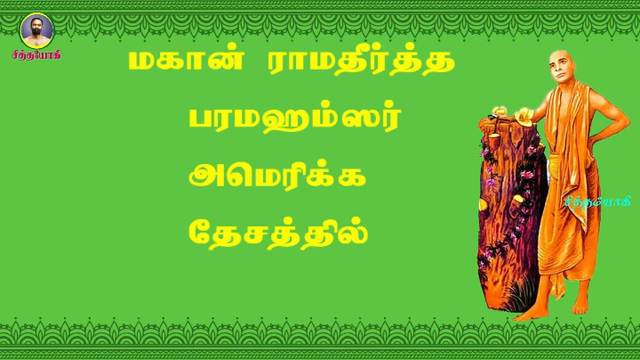 சித்தயோகி
மகான் ராமதீர்த்த
பரமஹம்ஸர்
அமெரிக்க
தேசத்தில்
சித்தயோகி